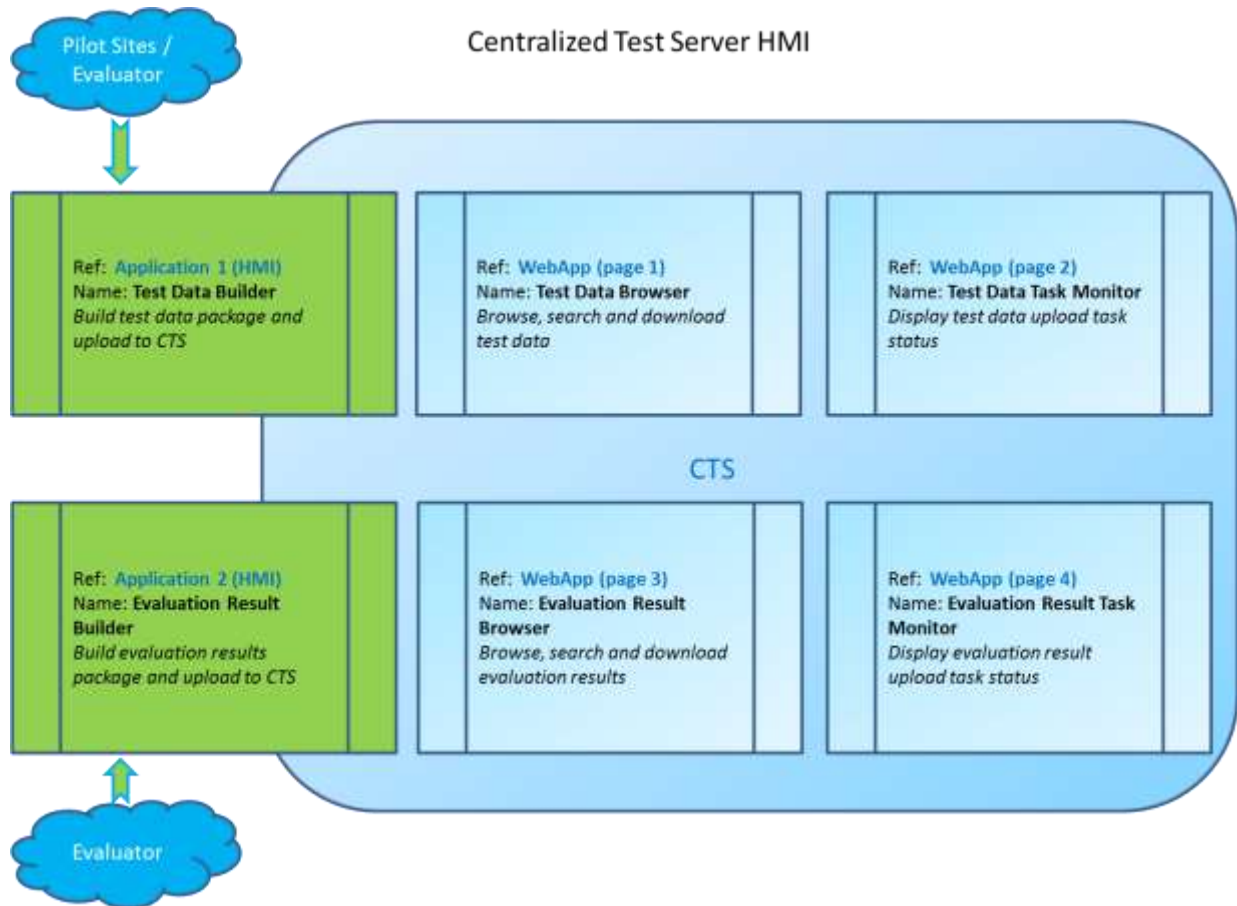 Pilot Sites /
Evaluator
Centralized Test Server HMI
Ref: Application 1 (HMI)
Name: Test Data Builder
Build test data package and
upload to CTS
Ref: WebApp (page 1)
Name: Test Data Browser
Browse, search and download
test data
Ref: WebApp (page 2)
Name: Test Data Task Monitor
Display test data upload task
status
CTS
Ref: Application 2 (HMI)
Name: Evaluation Result
Builder
Build evaluation results
package and upload to CTS
Ref: WebApp (page 3)
Name: Evaluation Result
Browser
Browse, search and download
evaluation results
Ref: WebApp (page 4)
Name: Evaluation Result Task
Monitor
Display evaluation result
upload task status
Evaluator